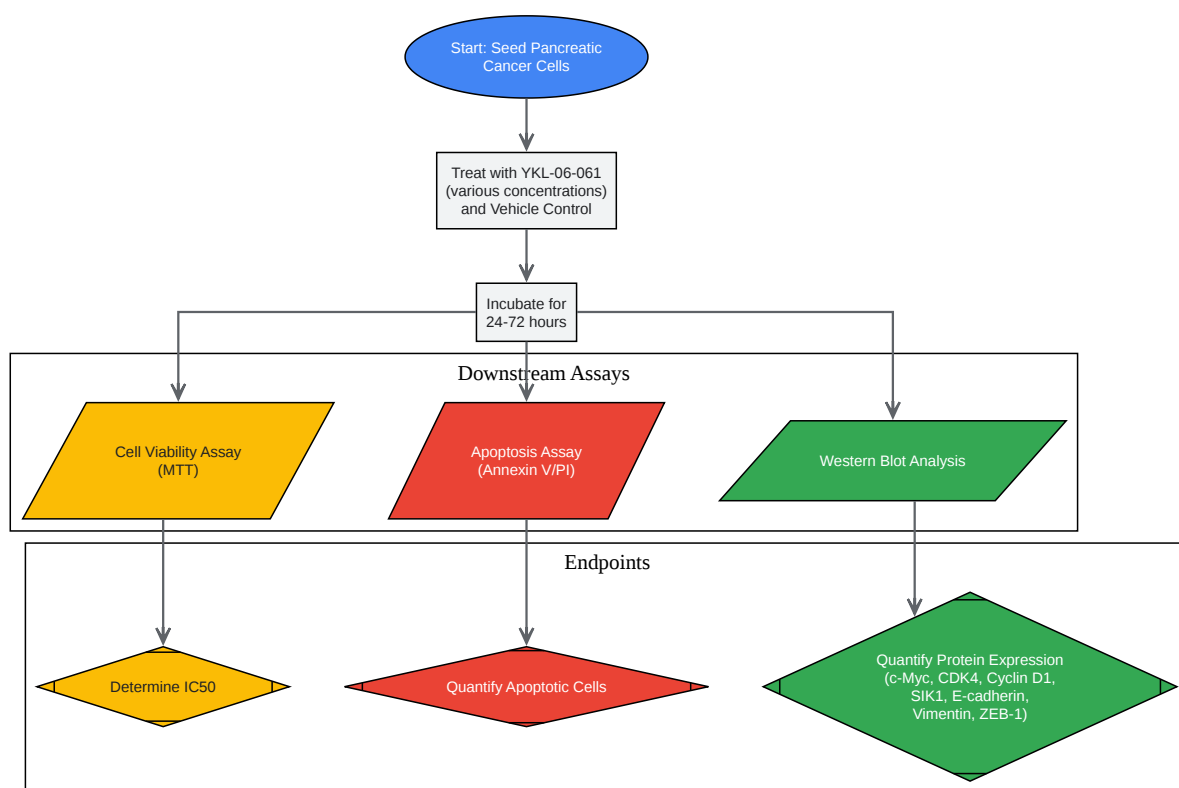 Start: Seed Pancreatic
Cancer Cells
Treat with YKL-06-061
(various concentrations)
and Vehicle Control
Incubate for
24-72 hours
Downstream Assays
Cell Viability Assay
(MTT)
Apoptosis Assay
(Annexin V/PI)
Western Blot Analysis
Endpoints
Determine IC50
Quantify Apoptotic Cells
Quantify Protein Expression
(c-Myc, CDK4, Cyclin D1,
SIK1, E-cadherin,
Vimentin, ZEB-1)